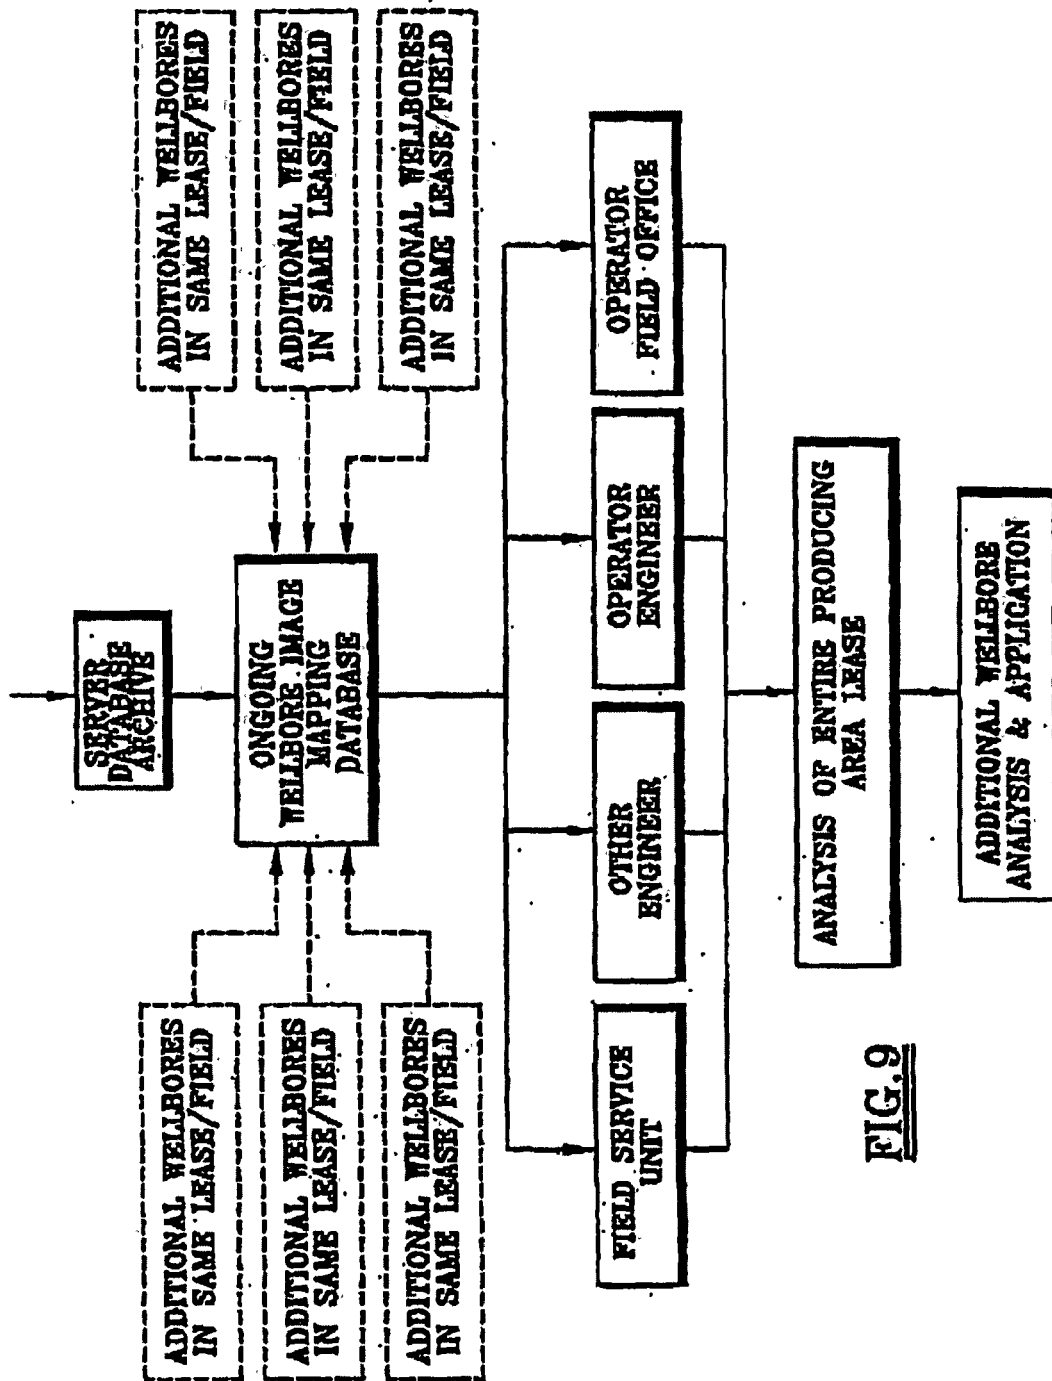 SERVER
DATABASE
ARCHIVE
ADDITIONAL WELLBORES
IN SAME LEASE/FIELD
ADDITIONAL WELLBORES
IN SAME LEASE/FIELD
ADDITIONAL WELLBORES
IN SAME LEASE/FIELD
ONGOING
WELLBORE IMAGE
MAPPING
DATABASE
ADDITIONAL WELLBORES
IN SAME LEASE/FIELD
ADDITIONAL WELLBORES
IN SAME LEASE/FIELD
ADDITIONAL WELLBORES
IN SAME LEASE/FIELD
FIELD SERVICE
UNIT
OTHER
ENGINEER
OPERATOR
ENGINEER
OPERATOR
FIELD OFFICE
ANALYSIS OF ENTIRE PRODUCING
AREA LEASE
ADDITIONAL WELLBORE
ANALYSIS & APPLICATION
FIG.9